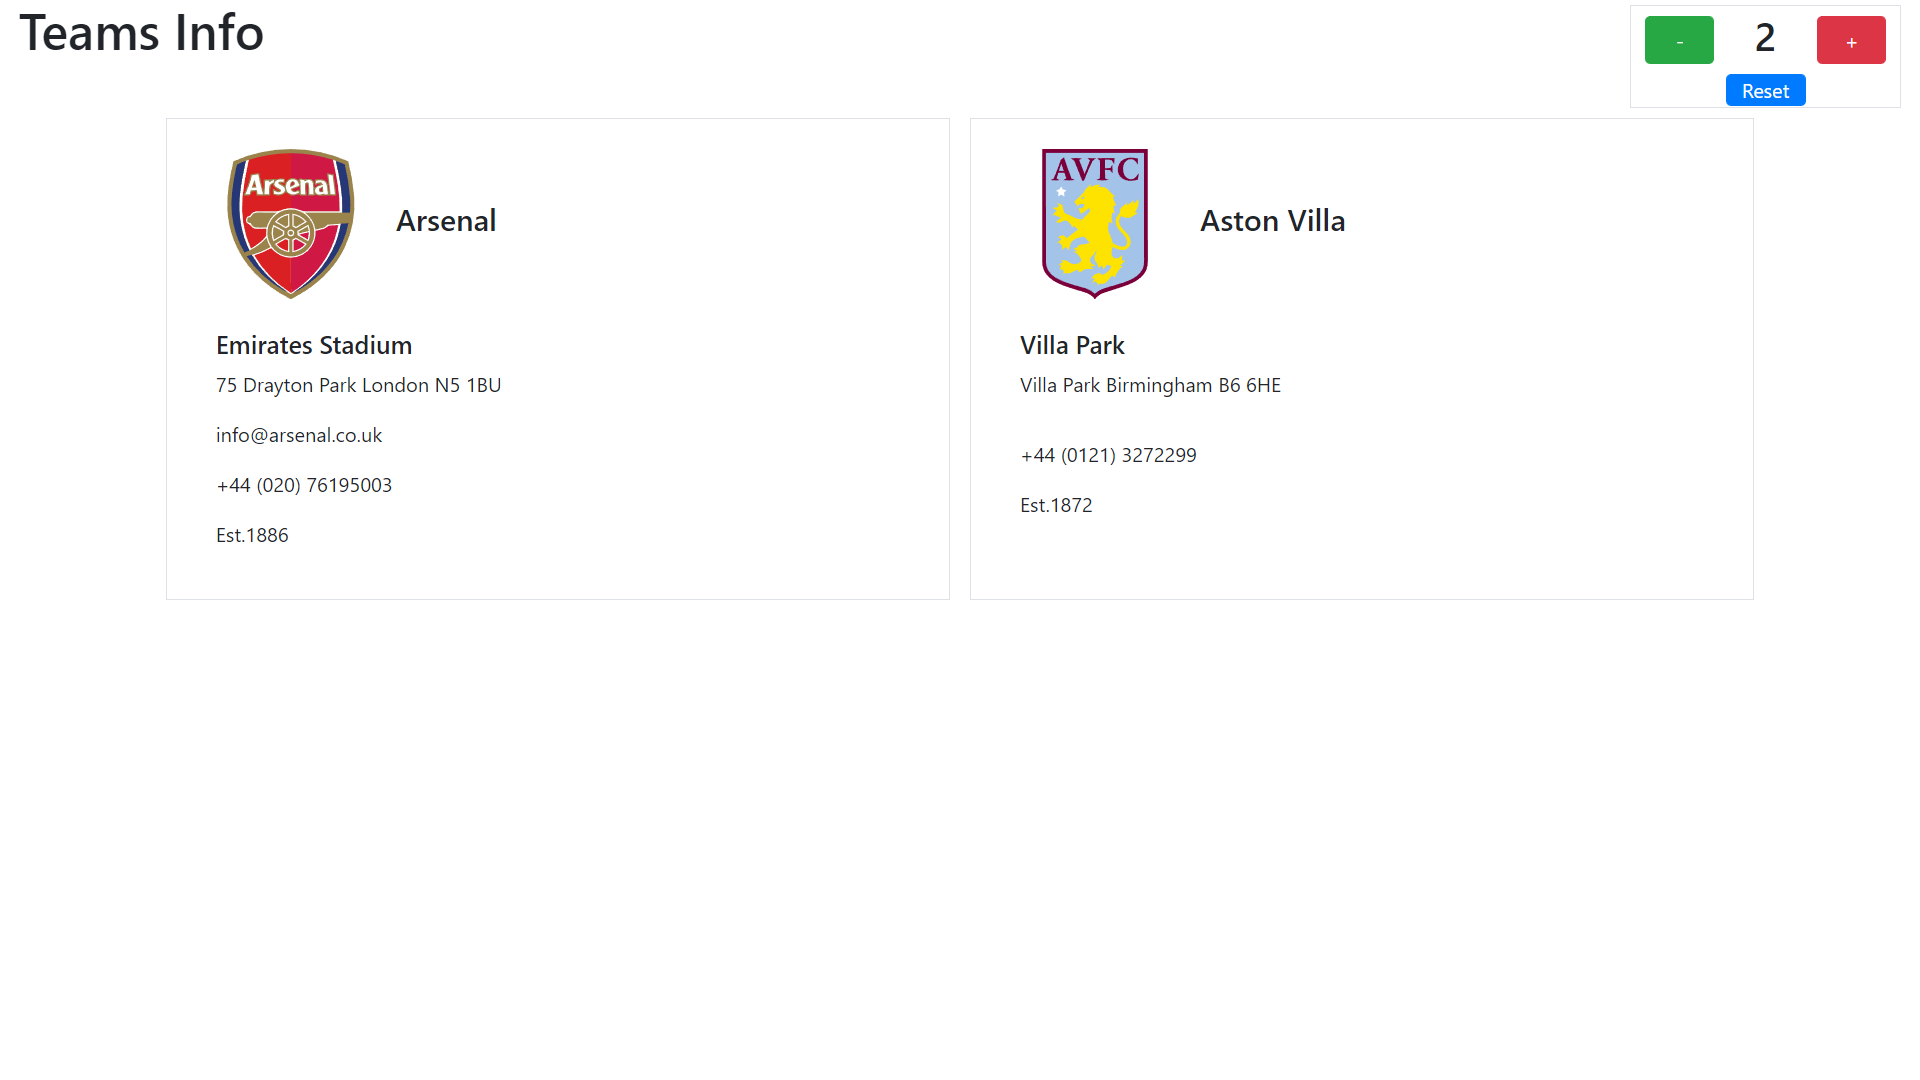 Teams Info
- 2 +
Reset
Arsenal
Arsenal
Emirates Stadium
75 Drayton Park London N5 1BU
info@arsenal.co.uk
+44 (020) 76195003
Est.1886
AVFC
Aston Villa
Villa Park
Villa Park Birmingham B6 6HE
+44 (0121) 3272299
Est.1872